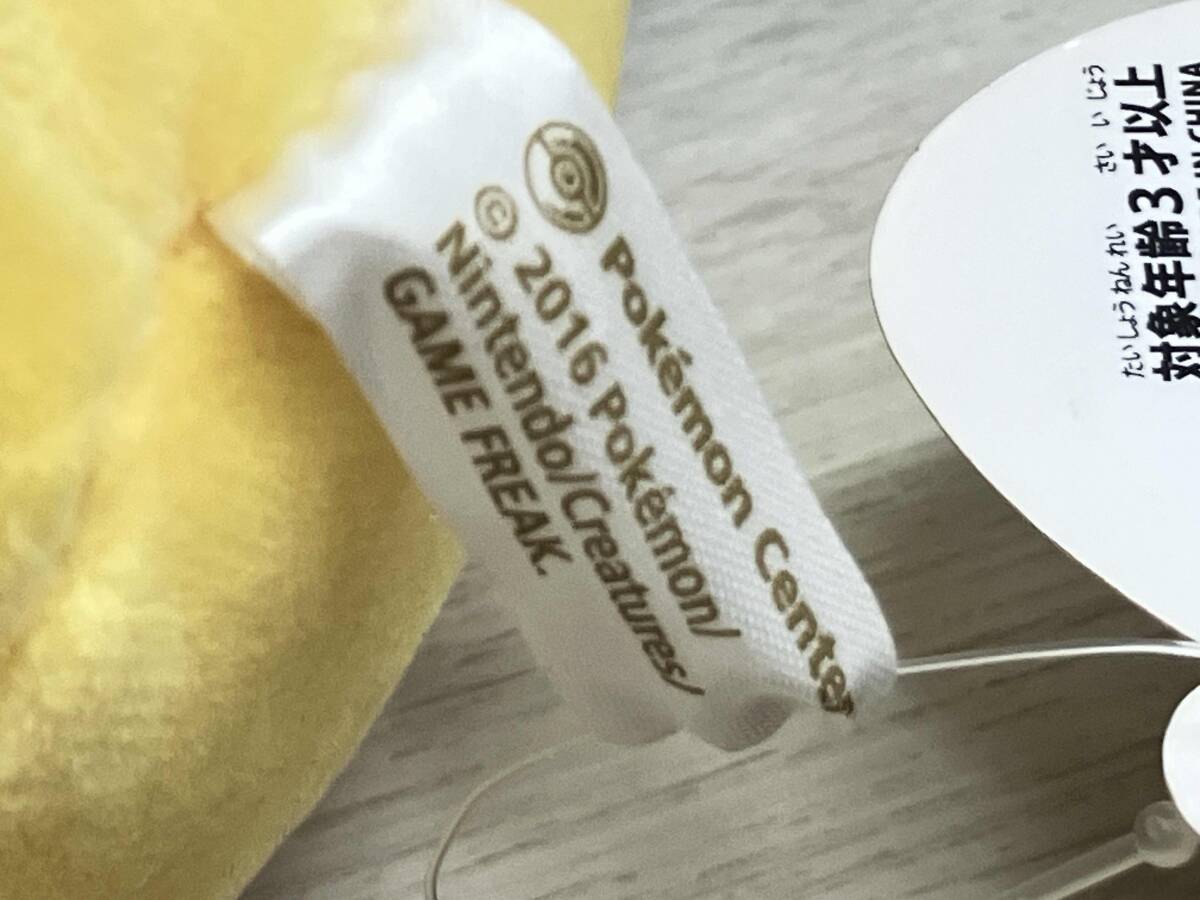 Pokémon Center
© 2016 Pokémon/
Nintendo/Creatures/
GAME FREAK.
たいしょうねんれい さい いじょう
対象年齢3才以上
CHINA